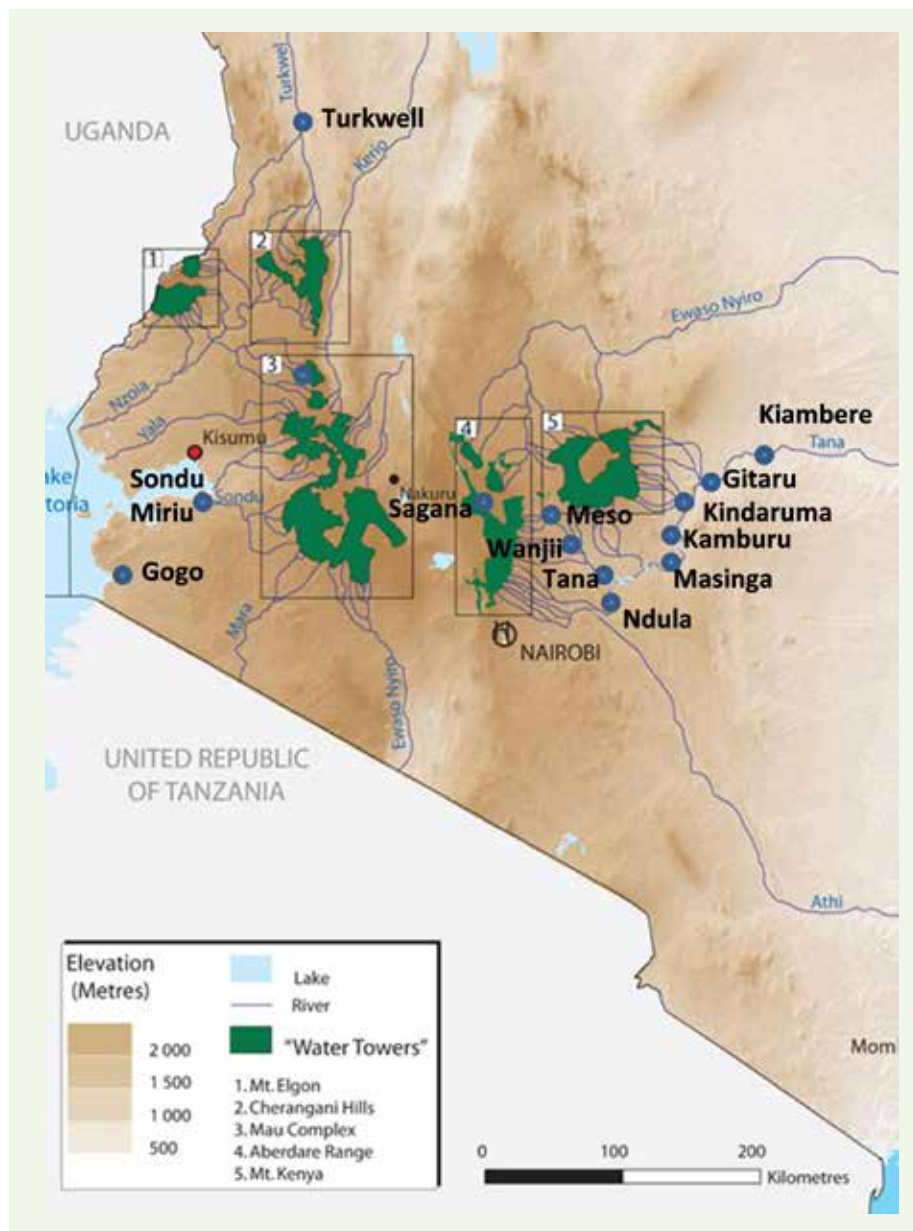 Turkwel
Turkwell
UGANDA
Kerio
2
1
Ewaso Nyiro
3
Nzoia
4
5
Kiambere
Yala
Kisumu
Tana
Sondu
Nakuru
Gitaru
ake
toria
Miriu
Sondu
Sagana
Meso
Kindaruma
Wanjii
Kamburu
Gogo
Tana
Masinga
Ndula
Mara
NAIROBI
Ewaso Nyiro
UNITED REPUBLIC
OF TANZANIA
Athi
Mom
Elevation
(Metres)
2 000
1 500
1 000
500
Lake
River
"Water Towers"
1. Mt. Elgon
2. Cherangani Hills
3. Mau Complex
4. Aberdare Range
5. Mt. Kenya
0 100 200
Kilometres